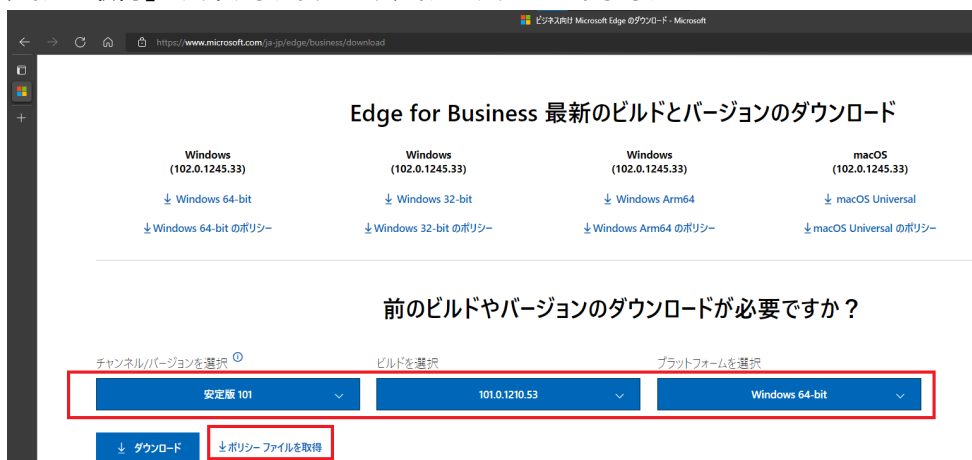 ビジネス向け Microsoft Edge のダウンロード - Microsoft
https://www.microsoft.com/ja-jp/edge/business/download
Edge for Business 最新のビルドとバージョンのダウンロード
Windows
(102.0.1245.33)
Windows
(102.0.1245.33)
Windows
(102.0.1245.33)
macOS
(102.0.1245.33)
Windows 64-bit
Windows 32-bit
Windows Arm64
macOS Universal
Windows 64-bit のポリシー
Windows 32-bit のポリシー
Windows Arm64 のポリシー
macOS Universal のポリシー
前のビルドやバージョンのダウンロードが必要ですか？
チャンネル/バージョンを選択
ビルドを選択
プラットフォームを選択
安定版 101
101.0.1210.53
Windows 64-bit
ダウンロード
ポリシー ファイルを取得